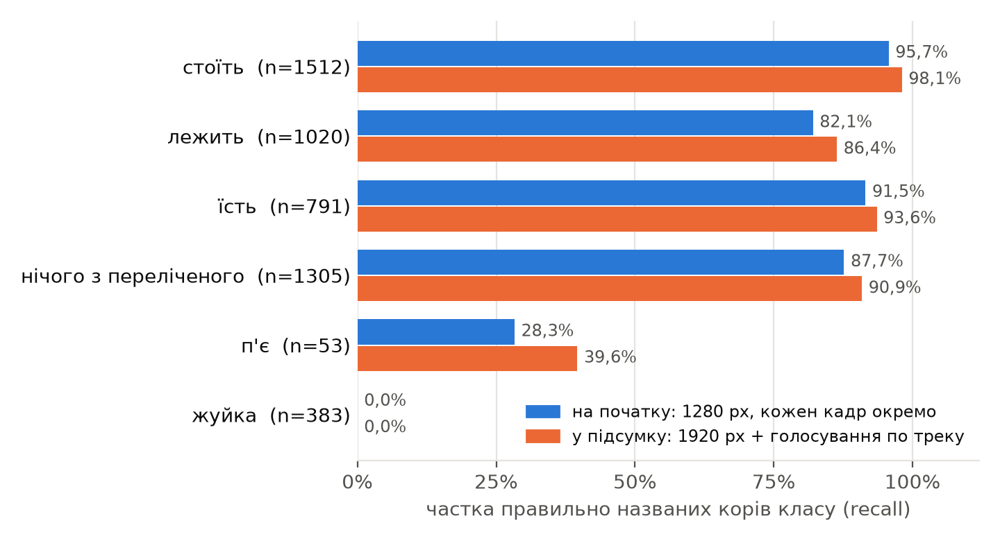 стоїть (n=1512)
95,7%
98,1%
лежить (n=1020)
82,1%
86,4%
їсть (n=791)
91,5%
93,6%
нічого з переліченого (n=1305)
87,7%
90,9%
п'є (n=53)
28,3%
39,6%
жуйка (n=383)
0,0%
0,0%
на початку: 1280 px, кожен кадр окремо
у підсумку: 1920 px + голосування по треку
0% 25% 50% 75% 100%
частка правильно названих корів класу (recall)